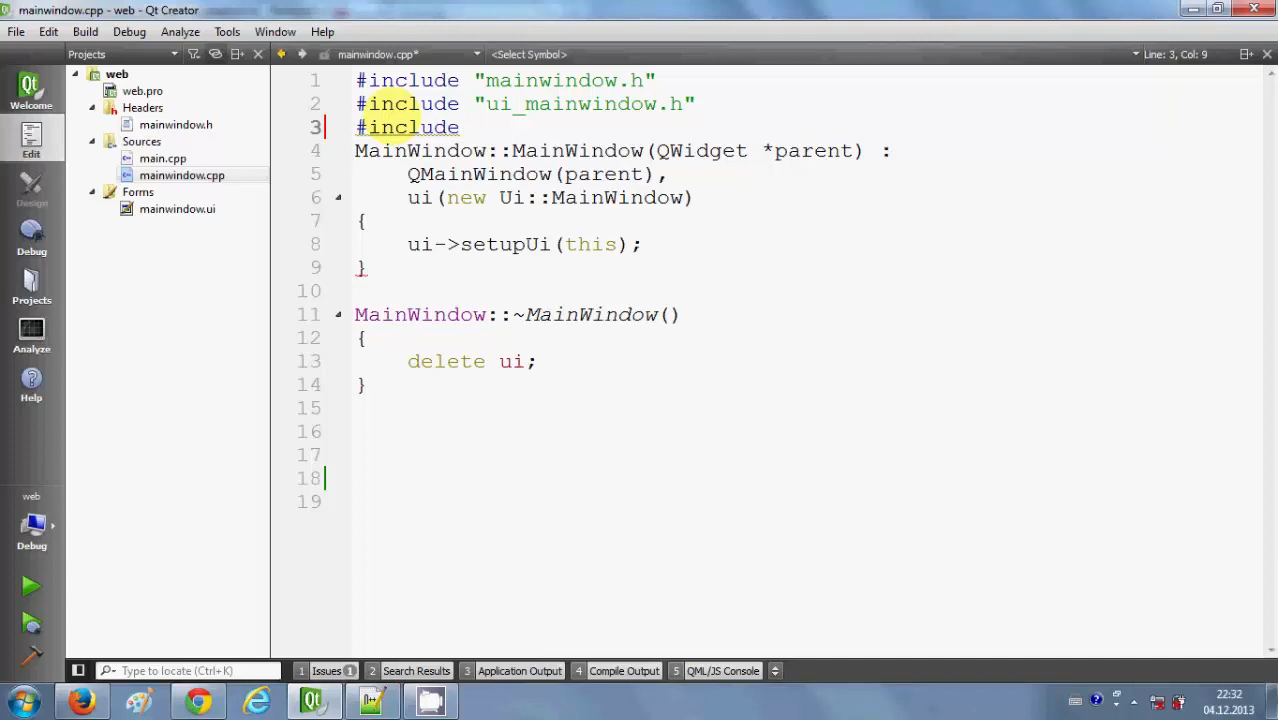 mainwindow.cpp - web - Qt Creator
File Edit Build Debug Analyze Tools Window Help
Projects mainwindow.cpp* <Select Symbol> Line: 3, Col: 9
Qt
Welcome
Edit
Design
Debug
Projects
Analyze
Help
web
Debug
web
web.pro
Headers
mainwindow.h
Sources
main.cpp
mainwindow.cpp
Forms
mainwindow.ui
1 #include "mainwindow.h"
2 #include "ui_mainwindow.h"
3 #include
4 MainWindow::MainWindow(QWidget *parent) :
5 QMainWindow(parent),
6 ui(new Ui::MainWindow)
7 {
8 ui->setupUi(this);
9 }
10
11 MainWindow::~MainWindow()
12 {
13 delete ui;
14 }
15
16
17
18
19
Type to locate (Ctrl+K) 1 Issues 1 2 Search Results 3 Application Output 4 Compile Output 5 QML/JS Console
22:32
04.12.2013